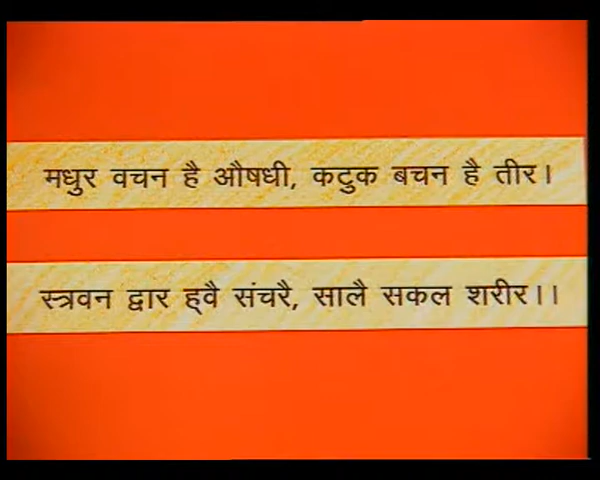 मधुर वचन है औषधी, कटुक बचन है तीर।
स्त्रवन द्वार ह्‌वै संचरै, सालै सकल शरीर।।